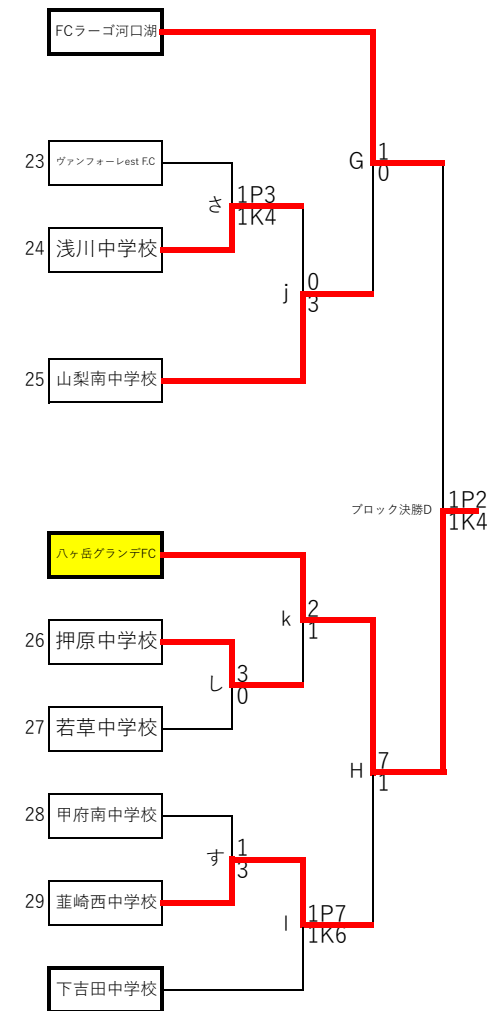 FCラーゴ河口湖
G
1
0
23
ヴァンフォーレest F.C
さ
1P3
1K4
24
浅川中学校
j
0
3
25
山梨南中学校
ブロック決勝D
1P2
1K4
八ヶ岳グランデFC
k
2
1
26
押原中学校
し
3
0
27
若草中学校
H
7
1
28
甲府南中学校
す
1
3
29
韮崎西中学校
l
1P7
1K6
下吉田中学校